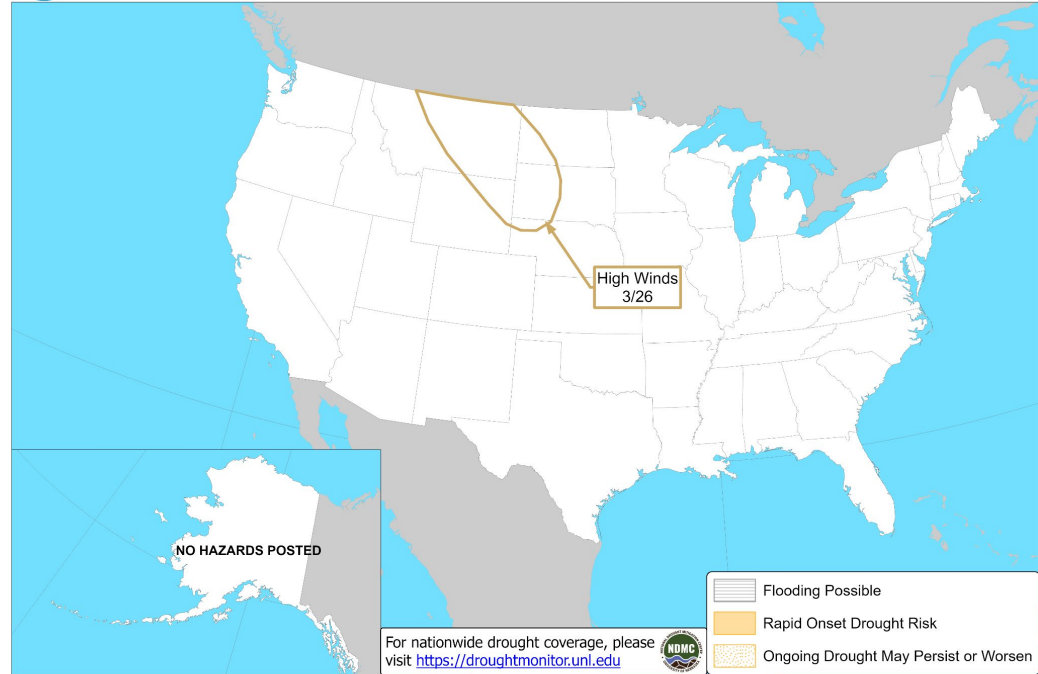 High Winds
3/26
NO HAZARDS POSTED
For nationwide drought coverage, please
visit https://droughtmonitor.unl.edu
NDMC
Flooding Possible
Rapid Onset Drought Risk
Ongoing Drought May Persist or Worsen